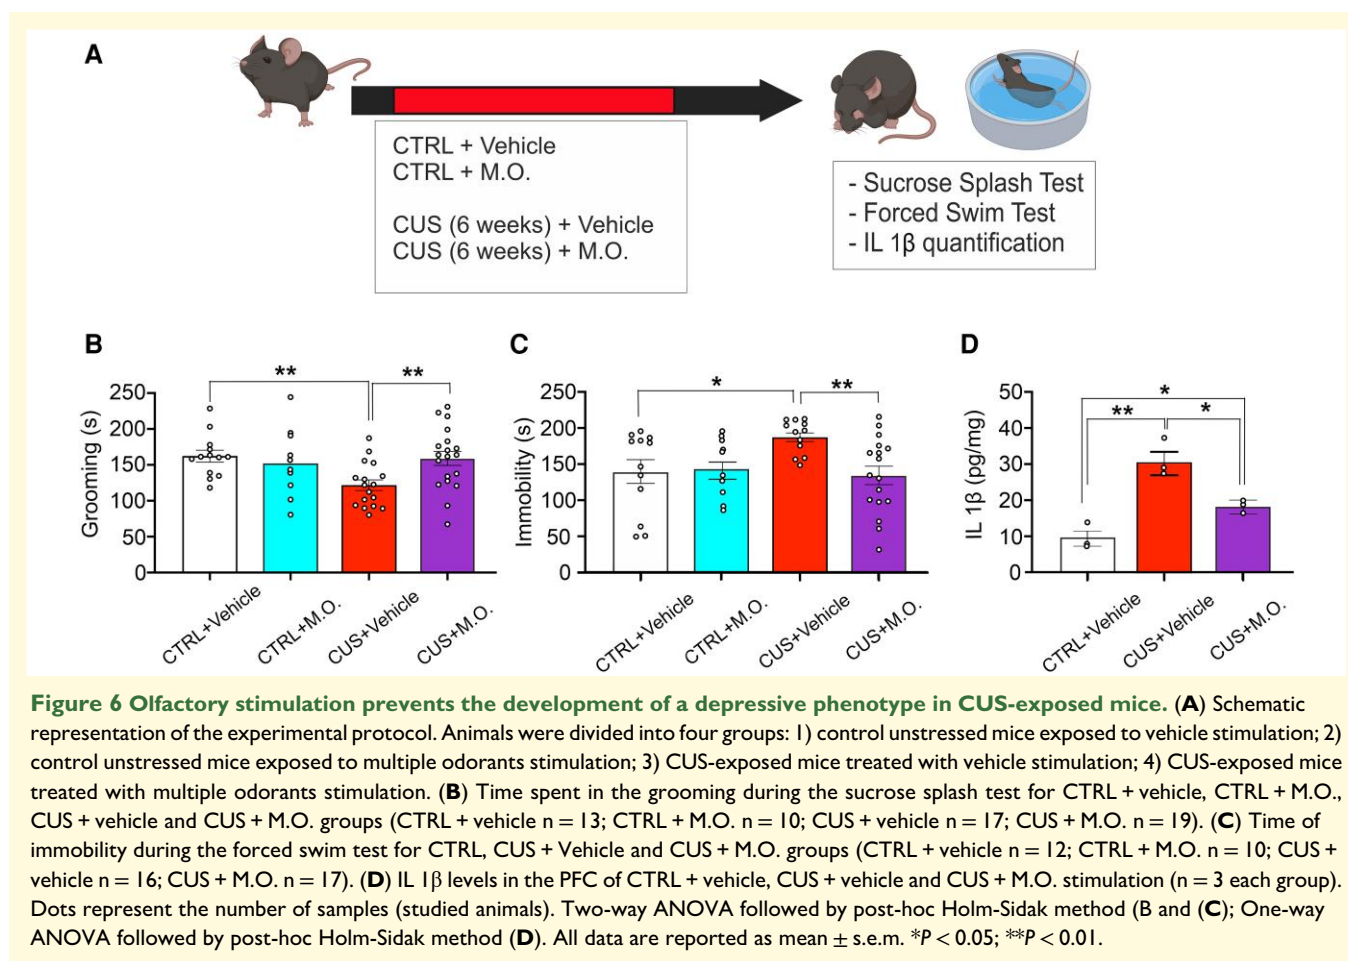 A
CTRL + Vehicle
CTRL + M.O.
CUS (6 weeks) + Vehicle
CUS (6 weeks) + M.O.
- Sucrose Splash Test
- Forced Swim Test
- IL 1β quantification
B
Grooming (s)
250
200
150
100
50
0
** **
CTRL+Vehicle
CTRL+M.O.
CUS+Vehicle
CUS+M.O.
C
Immobility (s)
250
200
150
100
50
0
* **
CTRL+Vehicle
CTRL+M.O.
CUS+Vehicle
CUS+M.O.
D
IL 1β (pg/mg)
50
40
30
20
10
0
*
** *
CTRL+Vehicle
CUS+Vehicle
CUS+M.O.
Figure 6 Olfactory stimulation prevents the development of a depressive phenotype in CUS-exposed mice. (A) Schematic
representation of the experimental protocol. Animals were divided into four groups: 1) control unstressed mice exposed to vehicle stimulation; 2)
control unstressed mice exposed to multiple odorants stimulation; 3) CUS-exposed mice treated with vehicle stimulation; 4) CUS-exposed mice
treated with multiple odorants stimulation. (B) Time spent in the grooming during the sucrose splash test for CTRL + vehicle, CTRL + M.O.,
CUS + vehicle and CUS + M.O. groups (CTRL + vehicle n = 13; CTRL + M.O. n = 10; CUS + vehicle n = 17; CUS + M.O. n = 19). (C) Time of
immobility during the forced swim test for CTRL, CUS + Vehicle and CUS + M.O. groups (CTRL + vehicle n = 12; CTRL + M.O. n = 10; CUS +
vehicle n = 16; CUS + M.O. n = 17). (D) IL 1β levels in the PFC of CTRL + vehicle, CUS + vehicle and CUS + M.O. stimulation (n = 3 each group).
Dots represent the number of samples (studied animals). Two-way ANOVA followed by post-hoc Holm-Sidak method (B and (C); One-way
ANOVA followed by post-hoc Holm-Sidak method (D). All data are reported as mean ± s.e.m. *P < 0.05; **P < 0.01.